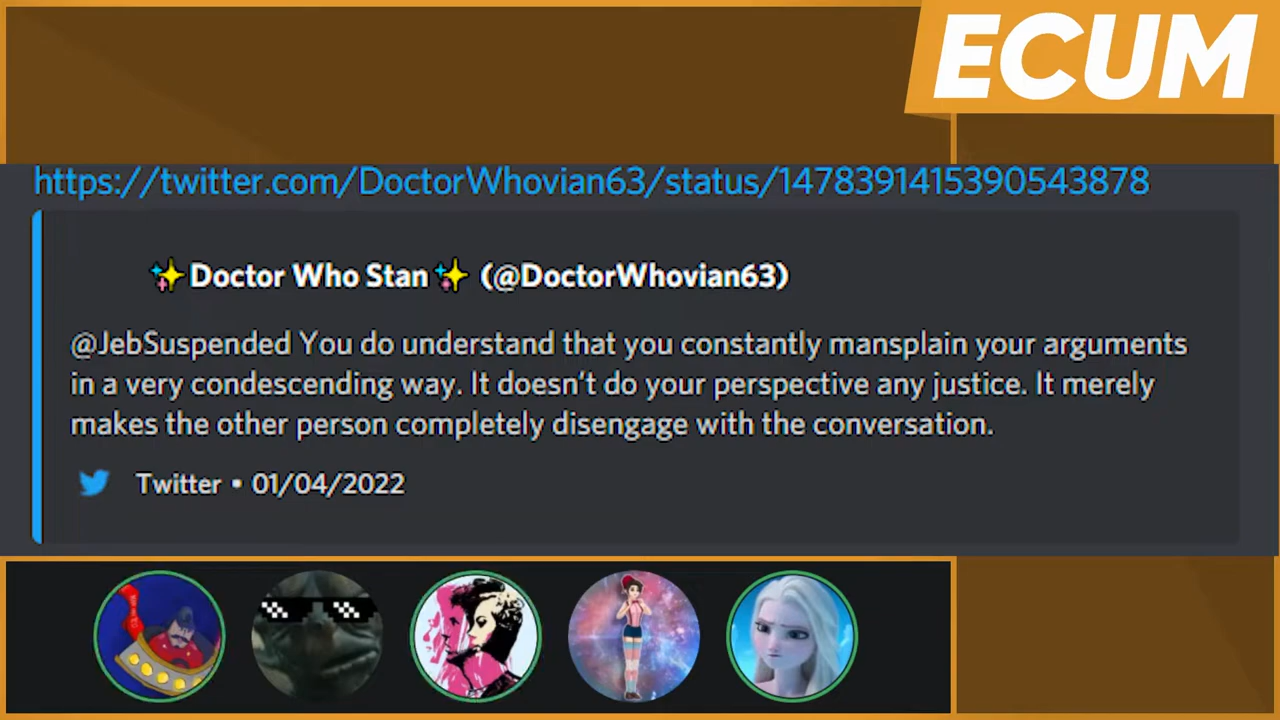 ECUM
https://twitter.com/DoctorWhovian63/status/1478391415390543878
✨Doctor Who Stan✨ (@DoctorWhovian63)
@JebSuspended You do understand that you constantly mansplain your arguments
in a very condescending way. It doesn't do your perspective any justice. It merely
makes the other person completely disengage with the conversation.
Twitter • 01/04/2022